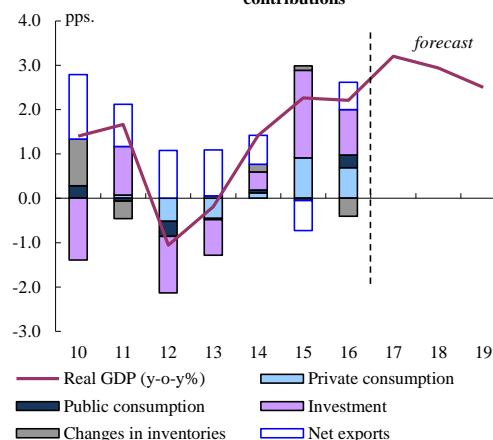 contributions
pps.
4.0
forecast
3.0
2.0
1.0
0.0
-1.0
-2.0
-3.0
10 11 12 13 14 15 16 17 18 19
Real GDP (y-o-y%) Private consumption
Public consumption Investment
Changes in inventories Net exports